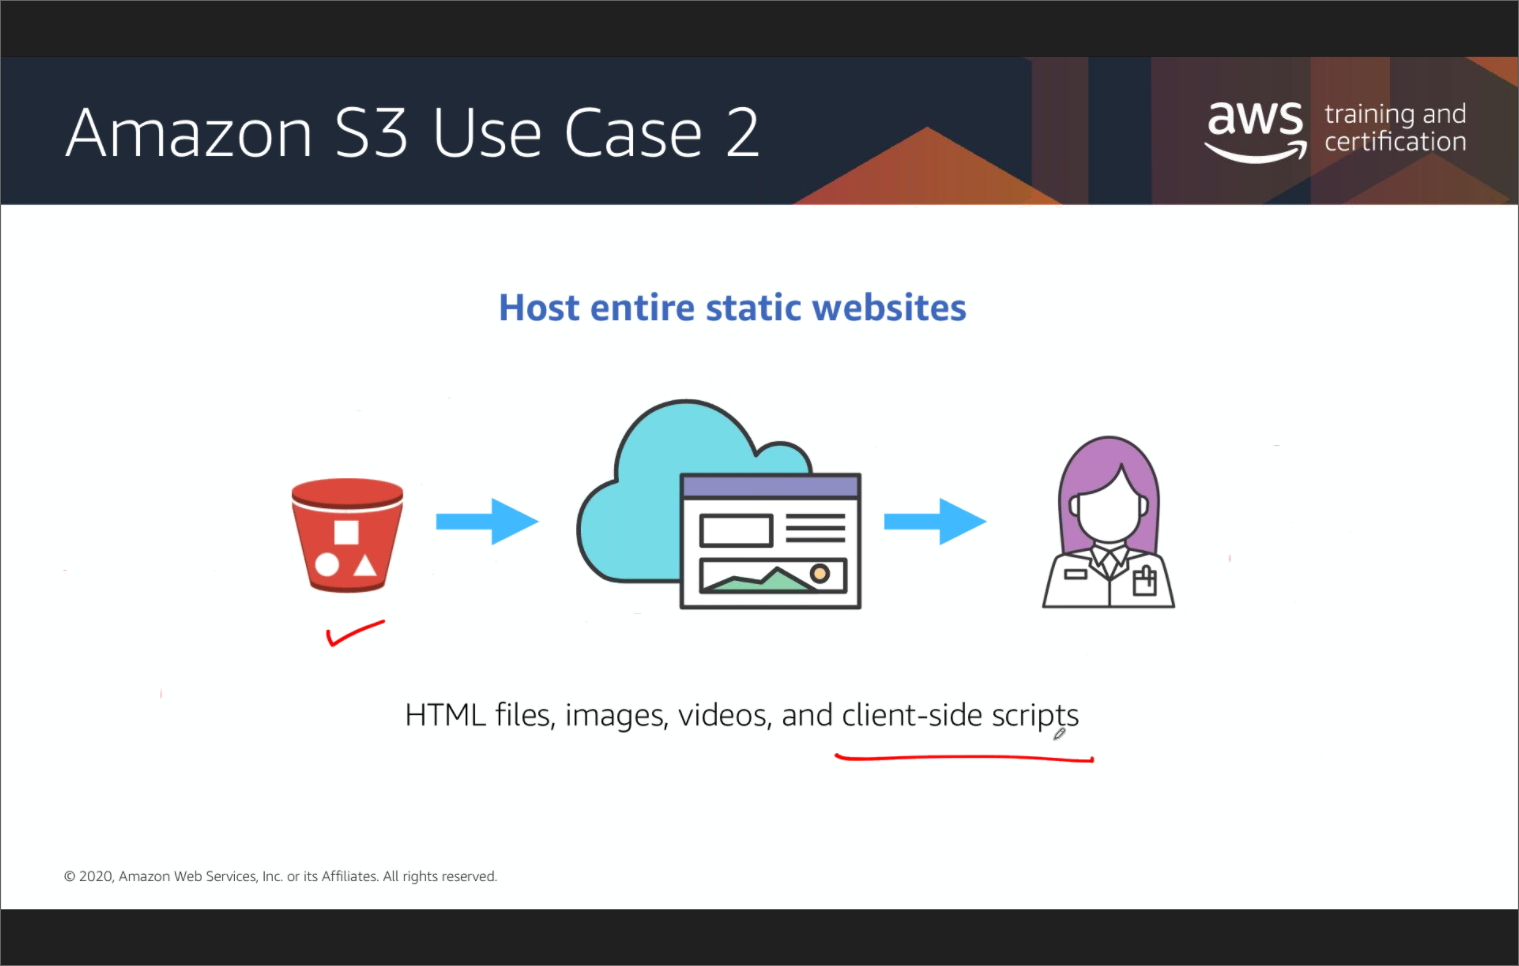 Amazon S3 Use Case 2
aws training and
certification
Host entire static websites
HTML files, images, videos, and client-side scripts
© 2020, Amazon Web Services, Inc. or its Affiliates. All rights reserved.